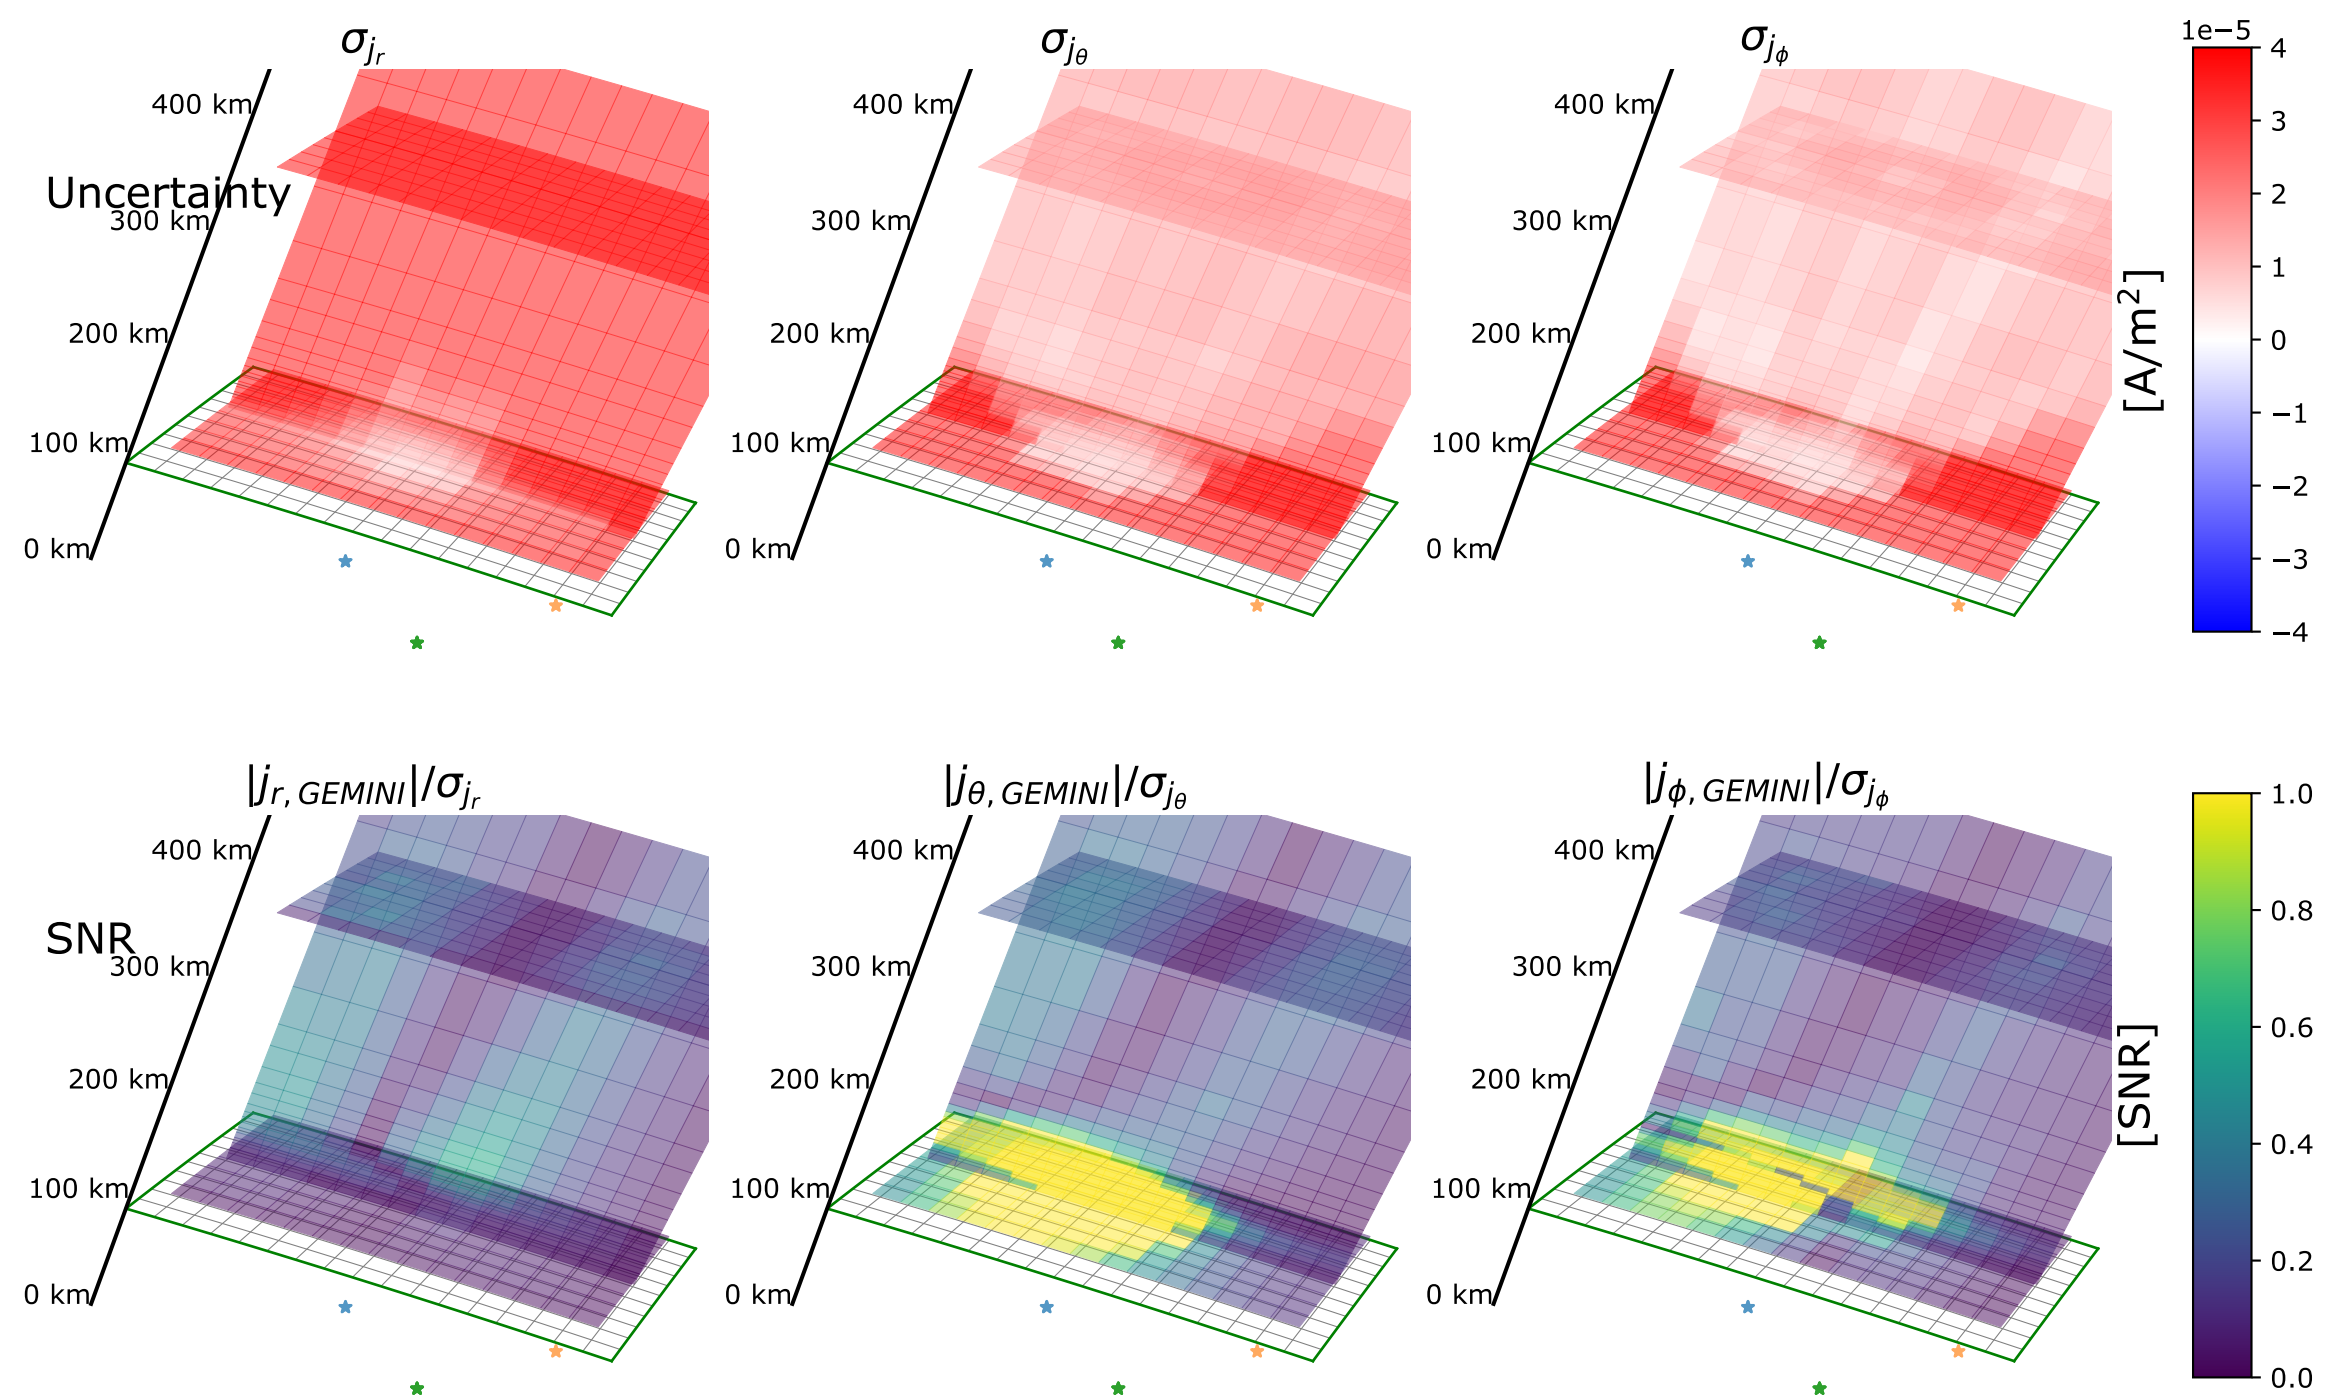 σ_{j_r}
σ_{j_θ}
σ_{j_ϕ}
1e−5
400 km
300 km
200 km
100 km
0 km
Uncertainty
400 km
300 km
200 km
100 km
0 km
400 km
300 km
200 km
100 km
0 km
4
3
2
1
0
−1
−2
−3
−4
[A/m²]
|j_{r, GEMINI}|/σ_{j_r}
|j_{θ, GEMINI}|/σ_{j_θ}
|j_{ϕ, GEMINI}|/σ_{j_ϕ}
400 km
300 km
200 km
100 km
0 km
SNR
400 km
300 km
200 km
100 km
0 km
400 km
300 km
200 km
100 km
0 km
1.0
0.8
0.6
0.4
0.2
0.0
[SNR]